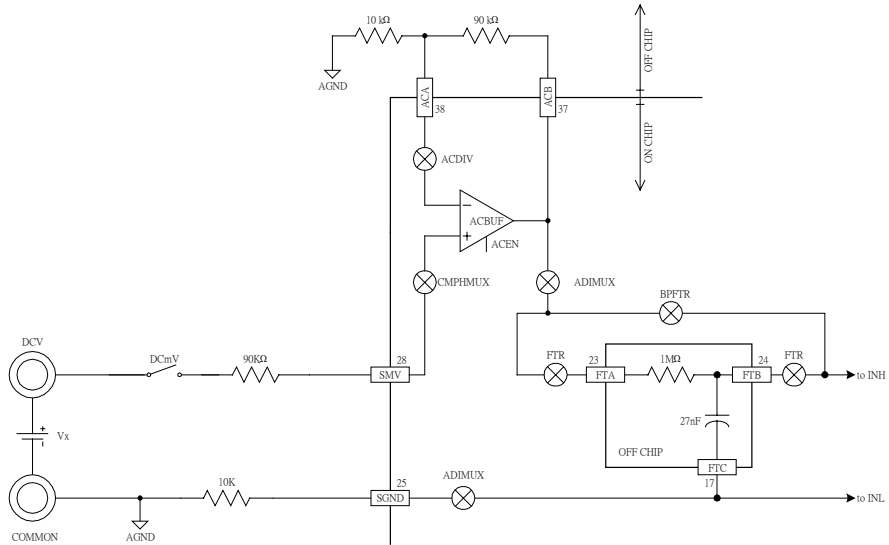 10 kΩ
90 kΩ
AGND
ACA
38
ACB
37
OFF CHIP
ON CHIP
ACDIV
ACBUF
ACEN
CMPHMUX
ADIMUX
BPFTR
DCV
DCmV
90KΩ
28
SMV
FTR
23
FTA
1MΩ
24
FTB
FTR
to INH
Vx
27nF
OFF CHIP
FTC
17
10K
25
SGND
ADIMUX
to INL
COMMON
AGND